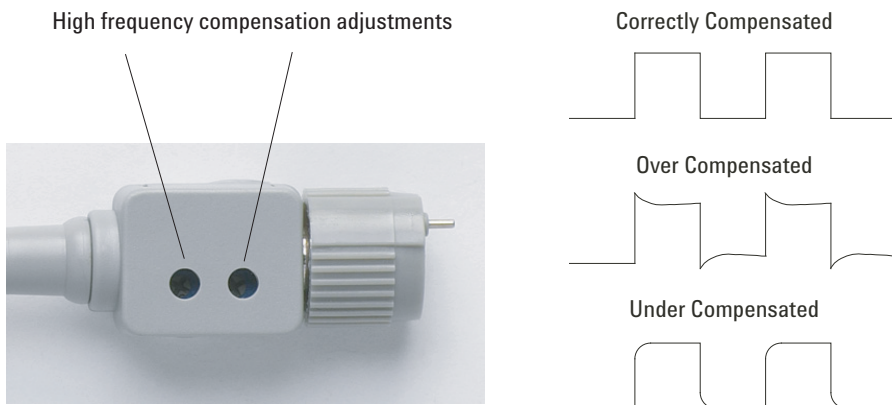 High frequency compensation adjustments
Correctly Compensated
Over Compensated
Under Compensated